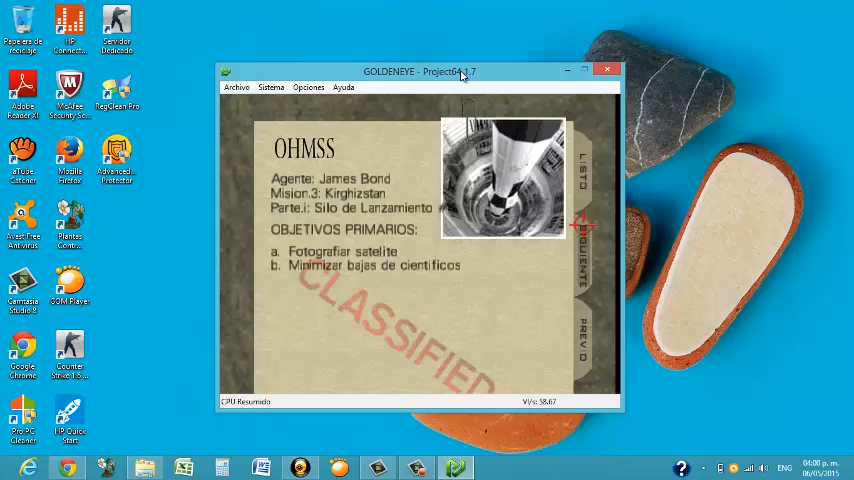 Papelera de
reciclaje
HP
Connect...
Servidor
Dedicado
Adobe
Reader XI
McAfee
Security Se...
RegClean Pro
aTube
Catcher
Mozilla
Firefox
Advanced_
Protector
Avast Free
Antivirus
Plantas
Contr...
Camtasia
Studio 8
GOM Player
Google
Chrome
Counter
Strike 1.6 ...
Pro PC
Cleaner
HP Quick
Start
GOLDENEYE - Project64 1.7
Archivo Sistema Opciones Ayuda
OHMSS
Agente: James Bond
Mision.3: Kirghizstan
Parte.i: Silo de Lanzamiento
OBJETIVOS PRIMARIOS:
a. Fotografiar satelite
b. Minimizar bajas de cientificos
CLASSIFIED
LISTO
SIGUIENTE
PREVIO
CPU Resumido
VI/s: 58.67
ENG
04:00 p. m.
06/05/2015